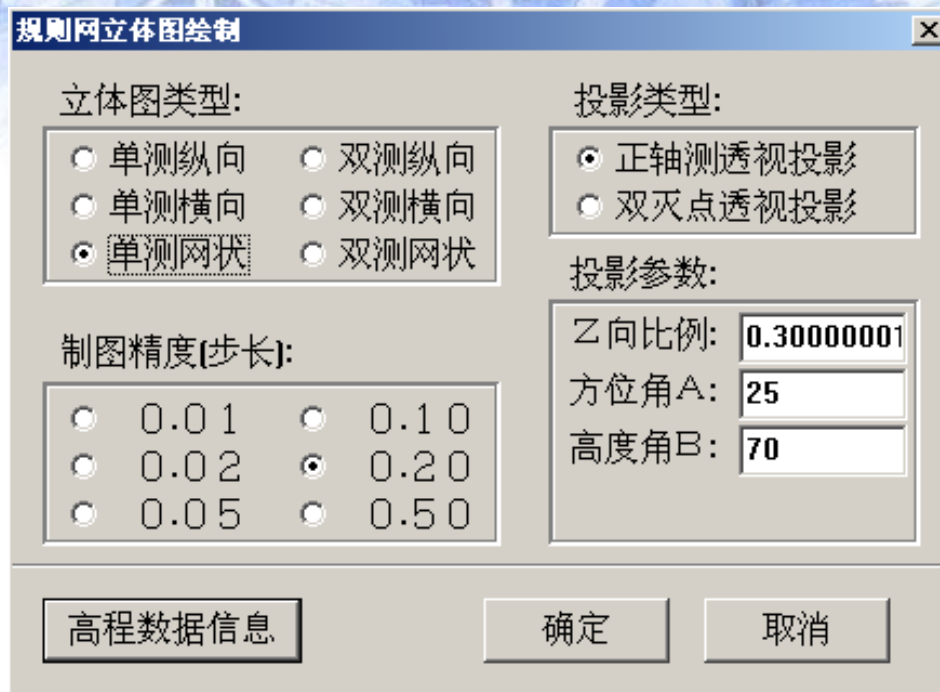 规则网立体图绘制
立体图类型:
单测纵向 双测纵向
单测横向 双测横向
单测网状 双测网状
制图精度(步长):
0.01 0.10
0.02 0.20
0.05 0.50
投影类型:
正轴测透视投影
双灭点透视投影
投影参数:
Z向比例: 0.30000001
方位角A: 25
高度角B: 70
高程数据信息 确定 取消